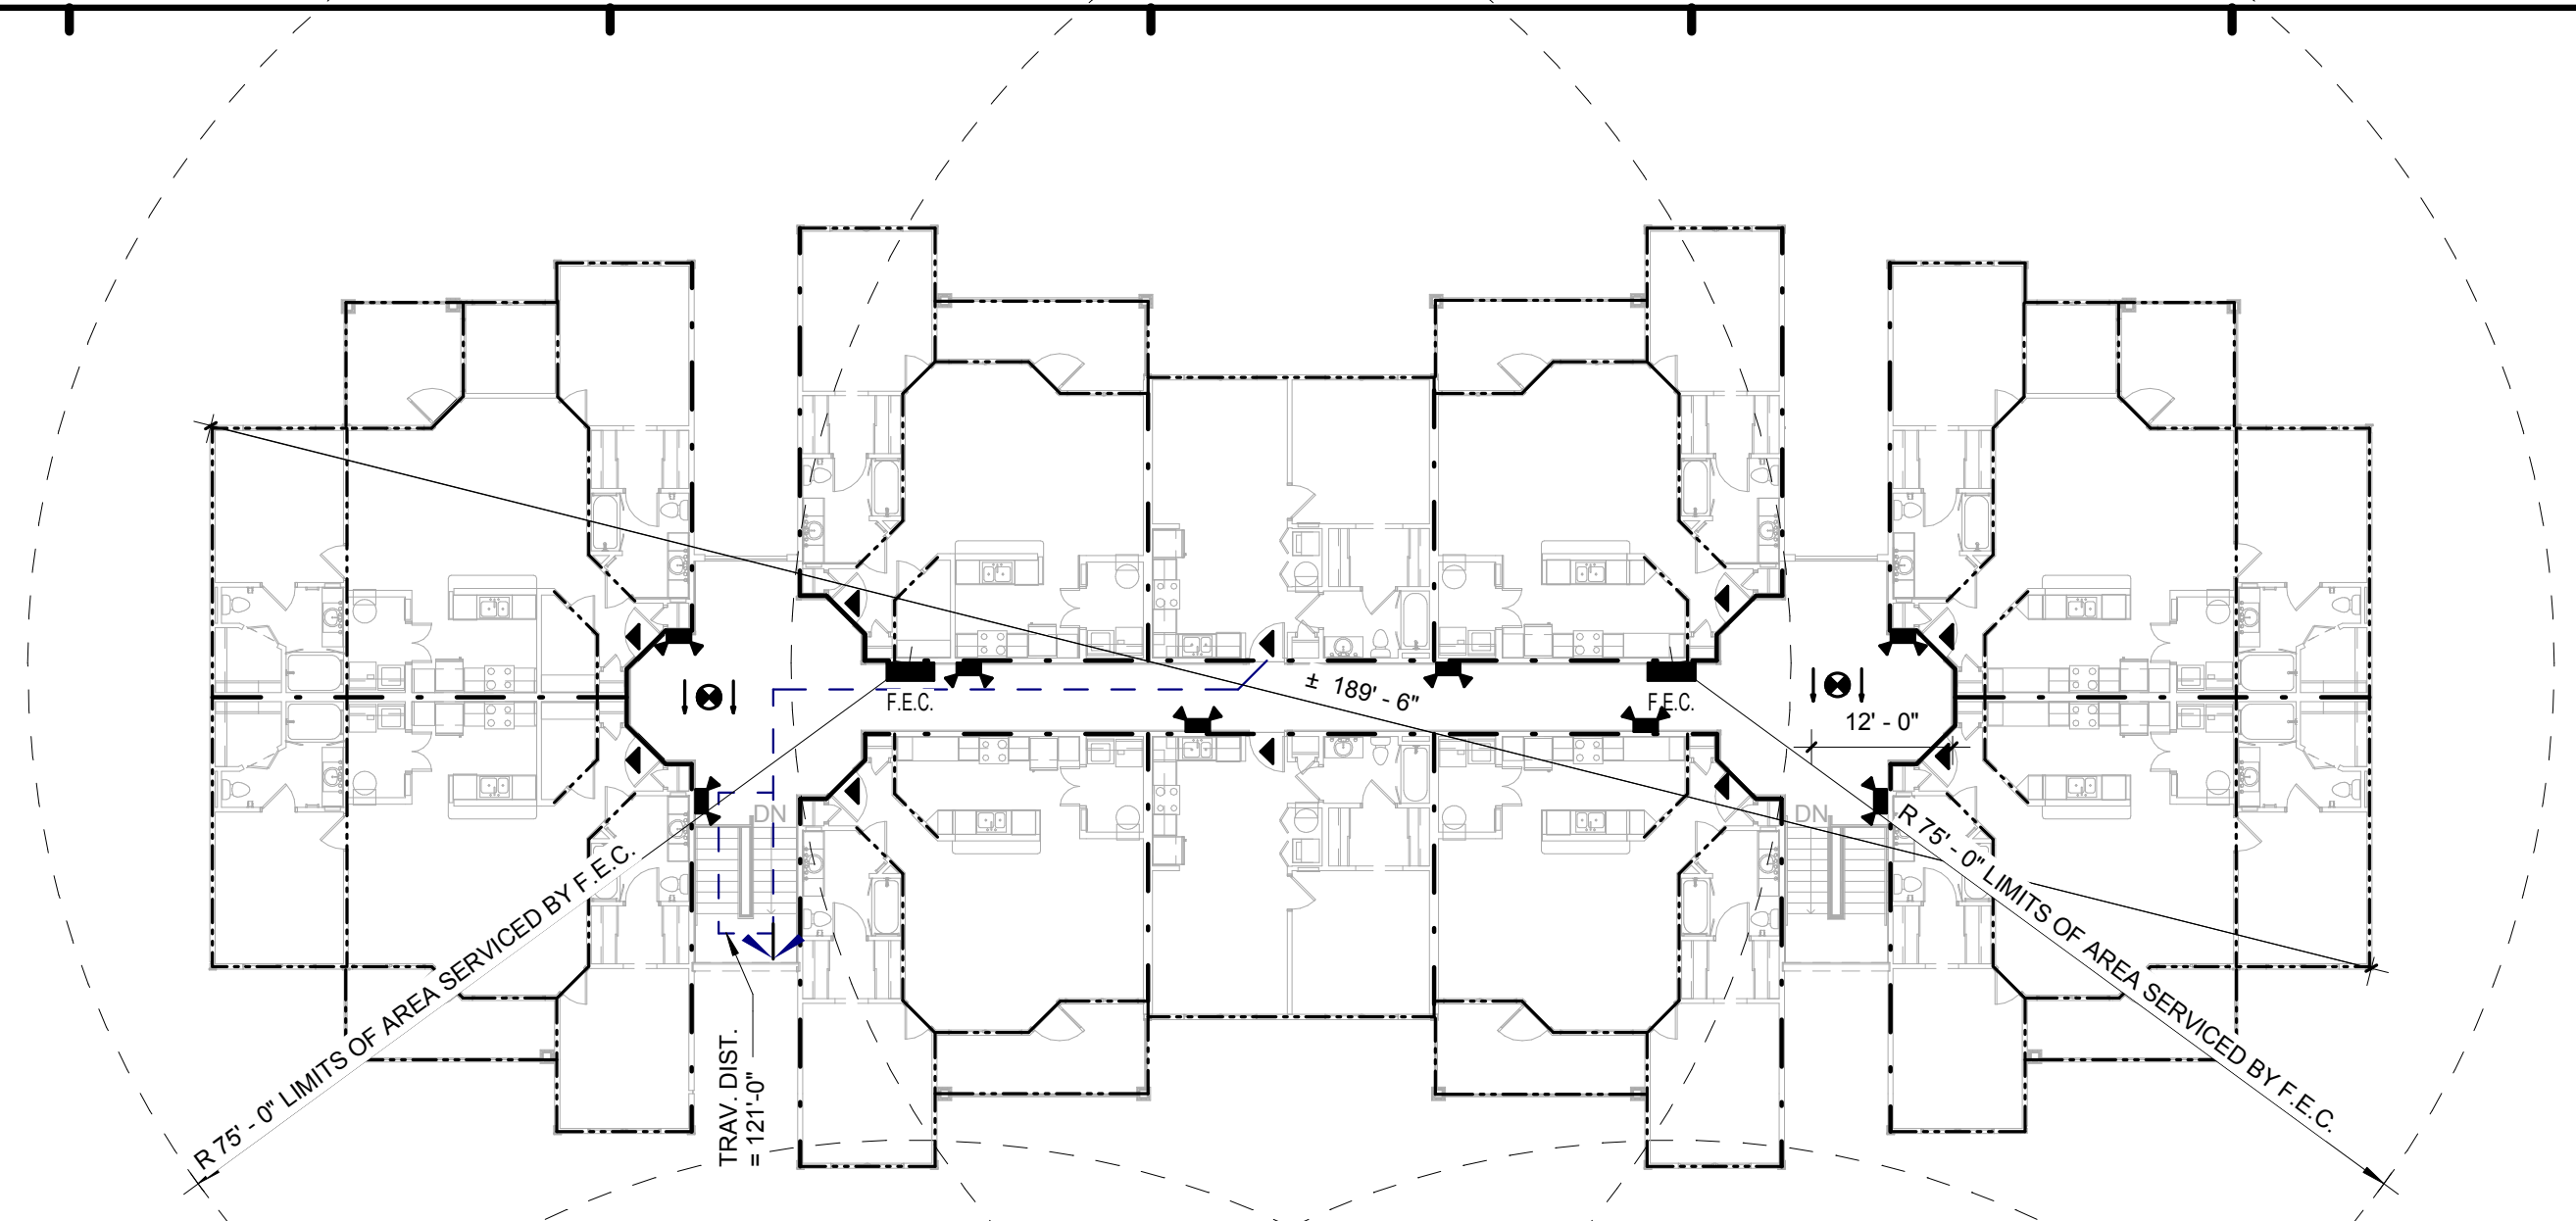 F.E.C.
± 189' - 6"
F.E.C.
12' - 0"
DN
DN
R 75' - 0" LIMITS OF AREA SERVICED BY F.E.C.
R 75' - 0" LIMITS OF AREA SERVICED BY F.E.C.
TRAV. DIST.
= 121'-0"